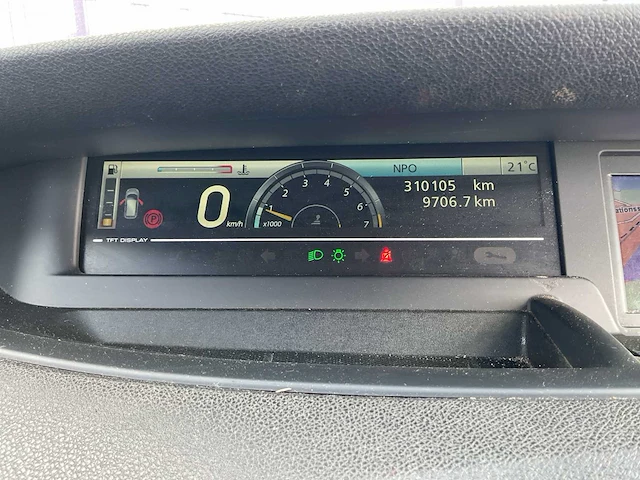 NPO 21°C
310105 km
9706.7 km
0 km/h
1 2 3 4 5 6 7
x1000
P
TFT DISPLAY